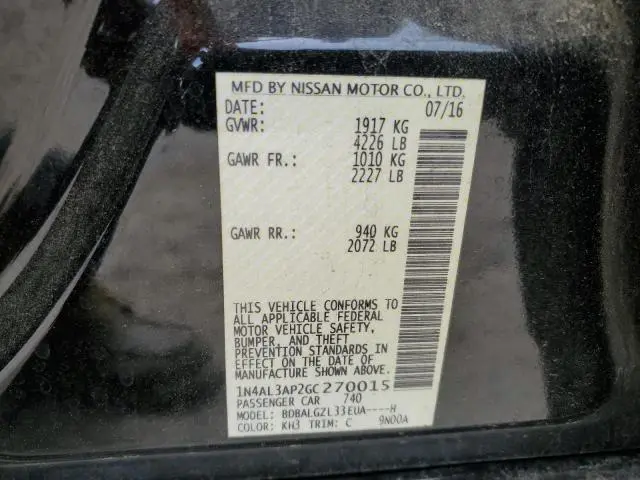 MFD BY NISSAN MOTOR CO., LTD.
DATE: 07/16
GVWR: 1917 KG
4226 LB
GAWR FR.: 1010 KG
2227 LB
GAWR RR.: 940 KG
2072 LB
THIS VEHICLE CONFORMS TO
ALL APPLICABLE FEDERAL
MOTOR VEHICLE SAFETY,
BUMPER, AND THEFT
PREVENTION STANDARDS IN
EFFECT ON THE DATE OF
MANUFACTURE SHOWN ABOVE.
1N4AL3AP2GC270015
PASSENGER CAR 740
MODEL: BDBALGZL33EUA----H
COLOR: KH3 TRIM: C 9N00A